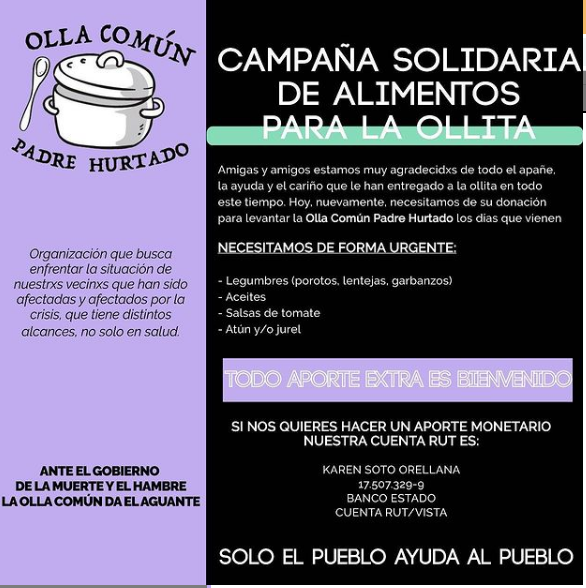 OLLA COMÚN
PADRE HURTADO
Organización que busca
enfrentar la situación de
nuestrxs vecinxs que han sido
afectadas y afectados por la
crisis, que tiene distintos
alcances, no solo en salud.
ANTE EL GOBIERNO
DE LA MUERTE Y EL HAMBRE
LA OLLA COMÚN DA EL AGUANTE
CAMPAÑA SOLIDARIA
DE ALIMENTOS
PARA LA OLLITA
Amigas y amigos estamos muy agradecidxs de todo el apañe,
la ayuda y el cariño que le han entregado a la ollita en todo
este tiempo. Hoy, nuevamente, necesitamos de su donación
para levantar la Olla Común Padre Hurtado los días que vienen
NECESITAMOS DE FORMA URGENTE:
- Legumbres (porotos, lentejas, garbanzos)
- Aceites
- Salsas de tomate
- Atún y/o jurel
TODO APORTE EXTRA ES BIENVENIDO
SI NOS QUIERES HACER UN APORTE MONETARIO
NUESTRA CUENTA RUT ES:
KAREN SOTO ORELLANA
17.507.329-9
BANCO ESTADO
CUENTA RUT/VISTA
SOLO EL PUEBLO AYUDA AL PUEBLO